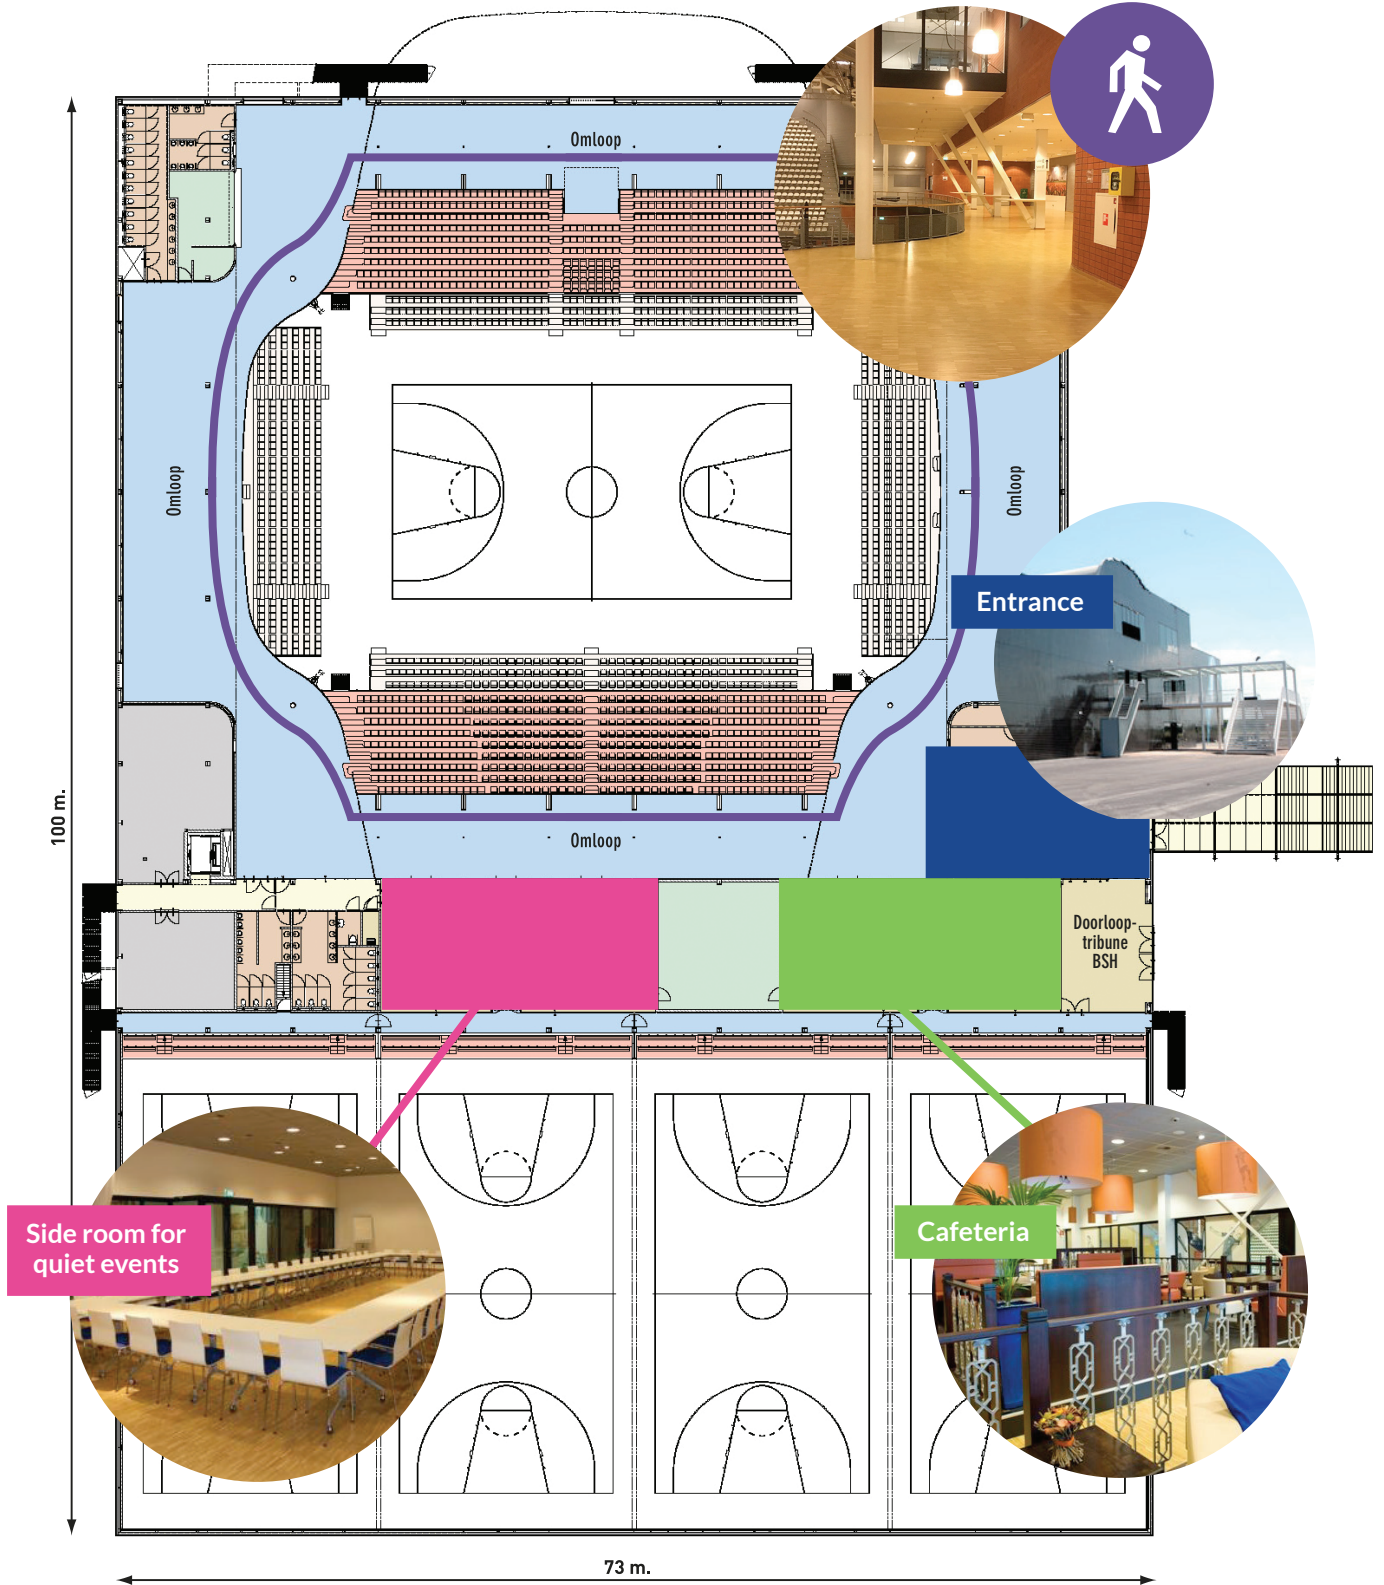 Omloop
Omloop
Omloop
Entrance
100 m.
Omloop
Doorloop-
tribune
BSH
Side room for
quiet events
Cafeteria
73 m.